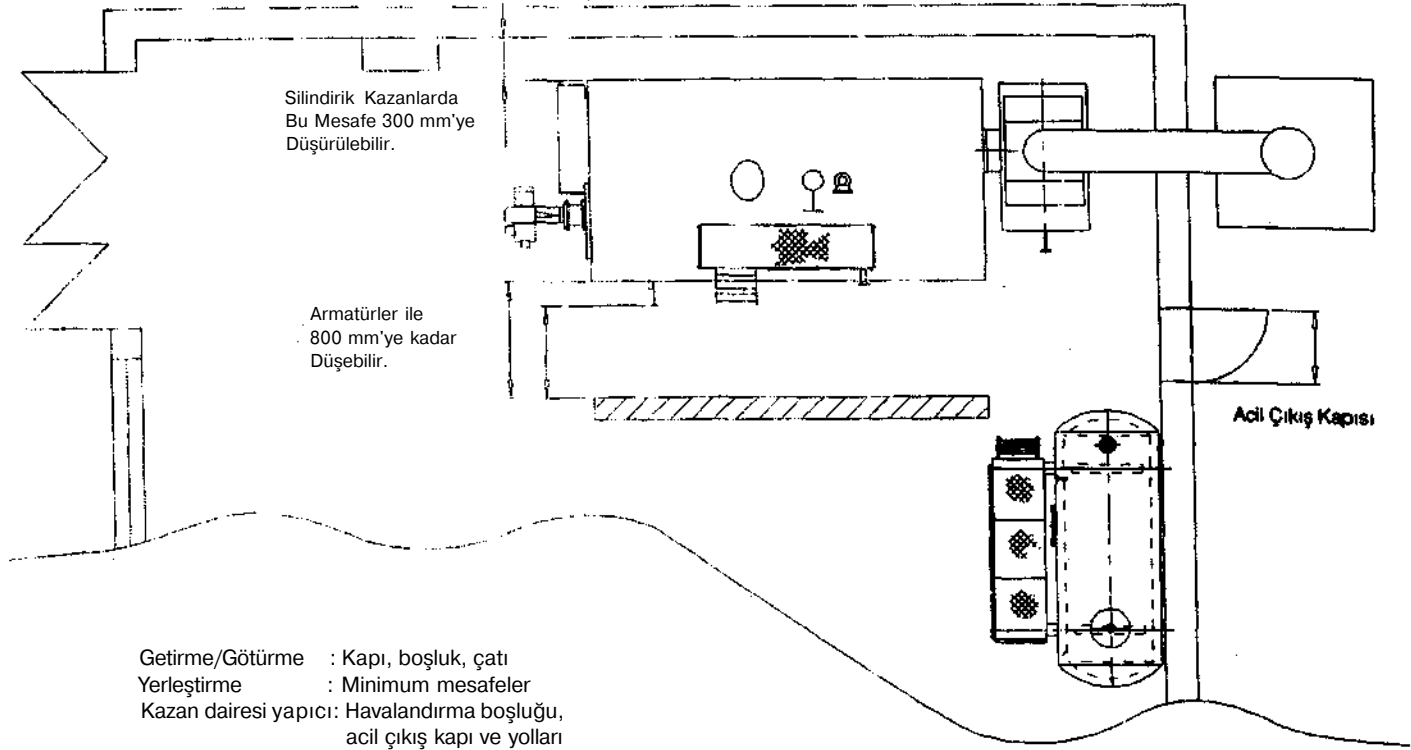 Silindirik Kazanlarda
Bu Mesafe 300 mm'ye
Düşürülebilir.
Armatürler ile
800 mm'ye kadar
Düşebilir.
Acil Çıkış Kapısı
Getirme/Götürme : Kapı, boşluk, çatı
Yerleştirme : Minimum mesafeler
Kazan dairesi yapıcı: Havalandırma boşluğu,
acil çıkış kapı ve yolları